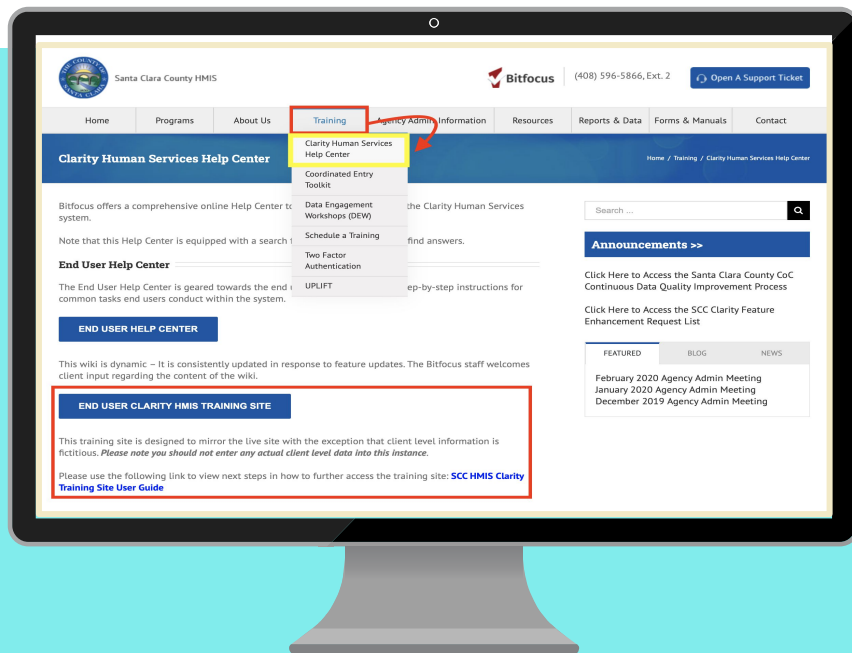 THE COUNTY OF
SANTA CLARA
Santa Clara County HMIS
Bitfocus
(408) 596-5866, Ext. 2
Open A Support Ticket
Home
Programs
About Us
Training
Agency Admin Information
Resources
Reports & Data
Forms & Manuals
Contact
Clarity Human Services Help Center
Home / Training / Clarity Human Services Help Center
Clarity Human Services
Help Center
Coordinated Entry
Toolkit
Data Engagement
Workshops (DEW)
Schedule a Training
Two Factor
Authentication
UPLIFT
Bitfocus offers a comprehensive online Help Center to
the Clarity Human Services
system.
Note that this Help Center is equipped with a search
find answers.
End User Help Center
The End User Help Center is geared towards the end
ep-by-step instructions for
common tasks end users conduct within the system.
END USER HELP CENTER
This wiki is dynamic – It is consistently updated in response to feature updates. The Bitfocus staff welcomes
client input regarding the content of the wiki.
END USER CLARITY HMIS TRAINING SITE
This training site is designed to mirror the live site with the exception that client level information is
fictitious. Please note you should not enter any actual client level data into this instance.
Please use the following link to view next steps in how to further access the training site: SCC HMIS Clarity
Training Site User Guide
Search ...
Announcements >>
Click Here to Access the Santa Clara County CoC
Continuous Data Quality Improvement Process
Click Here to Access the SCC Clarity Feature
Enhancement Request List
FEATURED
BLOG
NEWS
February 2020 Agency Admin Meeting
January 2020 Agency Admin Meeting
December 2019 Agency Admin Meeting